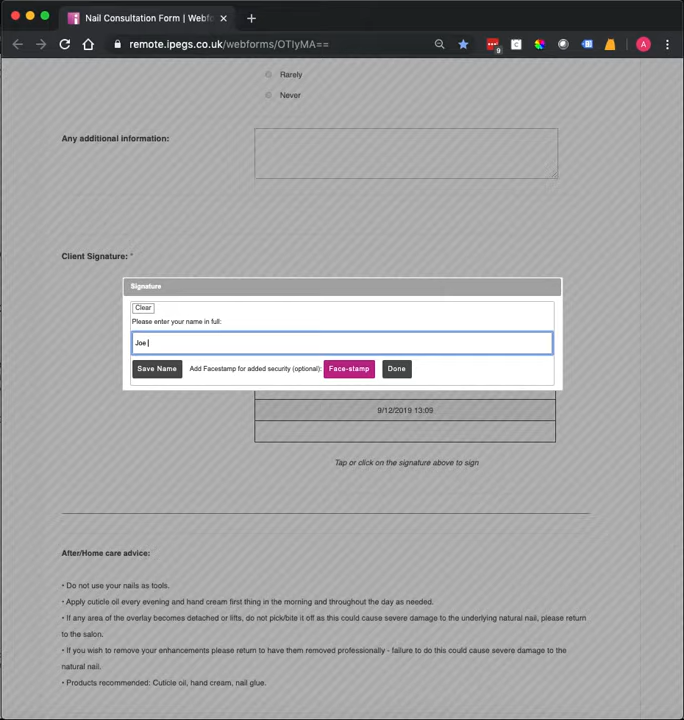 Nail Consultation Form | Webfo
remote.ipegs.co.uk/webforms/OTIyMA==
9
C
A
Rarely
Never
Any additional information:
Client Signature: *
Signature
Clear
Please enter your name in full:
Joe
Save Name
Add Facestamp for added security (optional):
Face-stamp
Done
9/12/2019 13:09
Tap or click on the signature above to sign
After/Home care advice:
• Do not use your nails as tools.
• Apply cuticle oil every evening and hand cream first thing in the morning and throughout the day as needed.
• If any area of the overlay becomes detached or lifts, do not pick/bite it off as this could cause severe damage to the underlying natural nail, please return
to the salon.
• If you wish to remove your enhancements please return to have them removed professionally - failure to do this could cause severe damage to the
natural nail.
• Products recommended: Cuticle oil, hand cream, nail glue.